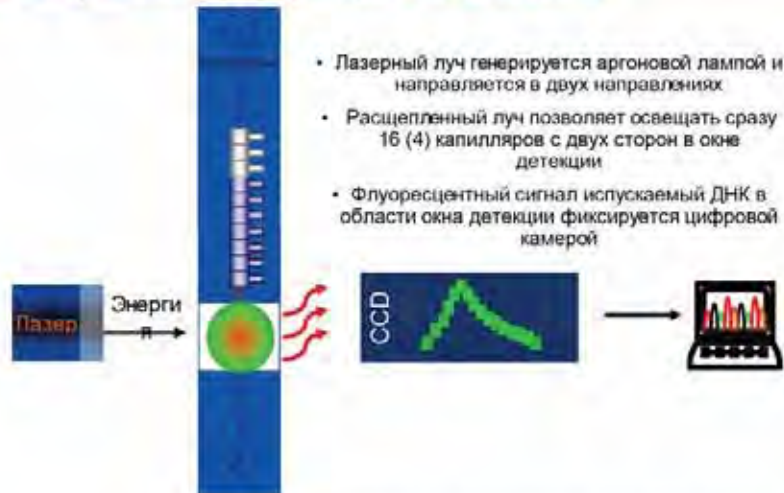 • Лазерный луч генерируется аргоновой лампой и
направляется в двух направлениях
• Расщепленный луч позволяет освещать сразу
16 (4) капилляров с двух сторон в окне
детекции
• Флуоресцентный сигнал испускаемый ДНК в
области окна детекции фиксируется цифровой
камерой
Лазер
Энерги
я
CCD